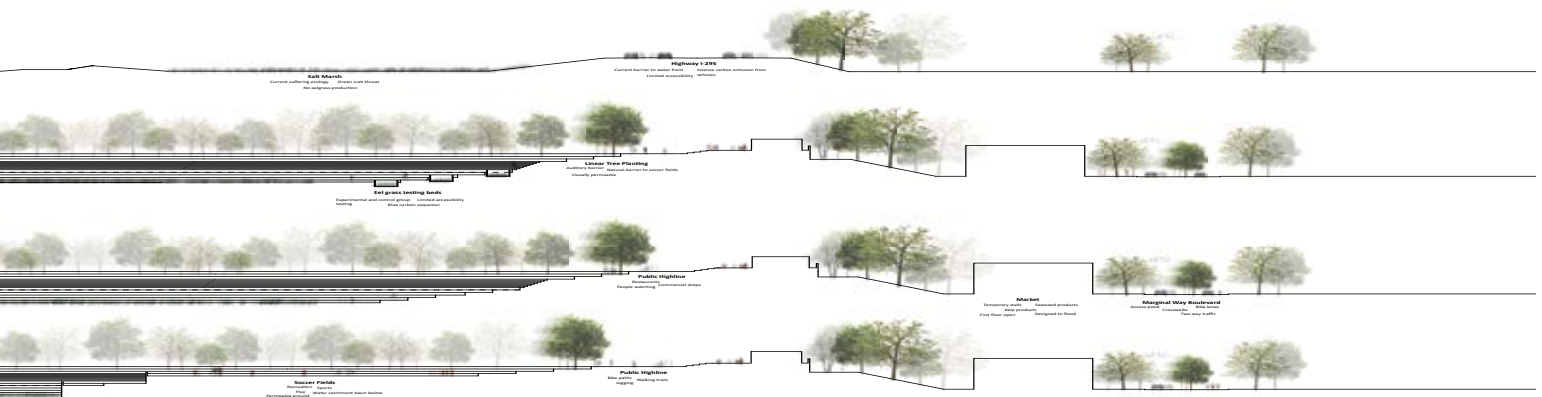 Highway I-295
Current barrier to water front
Intense carbon emission from
vehicles
Limited accessibility
Salt Marsh
Current suffering ecology
Green crab threat
No eelgrass production
Linear Tree Planting
Auditory barrier
Natural barrier to soccer fields
Visually permeable
Eel grass testing beds
Experimental and control group
Limited accessibility
testing
Blue carbon sequester
Public Highline
Restaurants
People watching
Commercial shops
Market
Temporary stalls
Seaweed products
Kelp products
First floor open
Designed to flood
Marginal Way Boulevard
Access point
Bike lanes
Crosswalks
Two way traffic
Public Highline
Bike paths
Walking trails
Jogging
Soccer Fields
Recreation
Sports
Play
Water catchment basin below
Permeable around